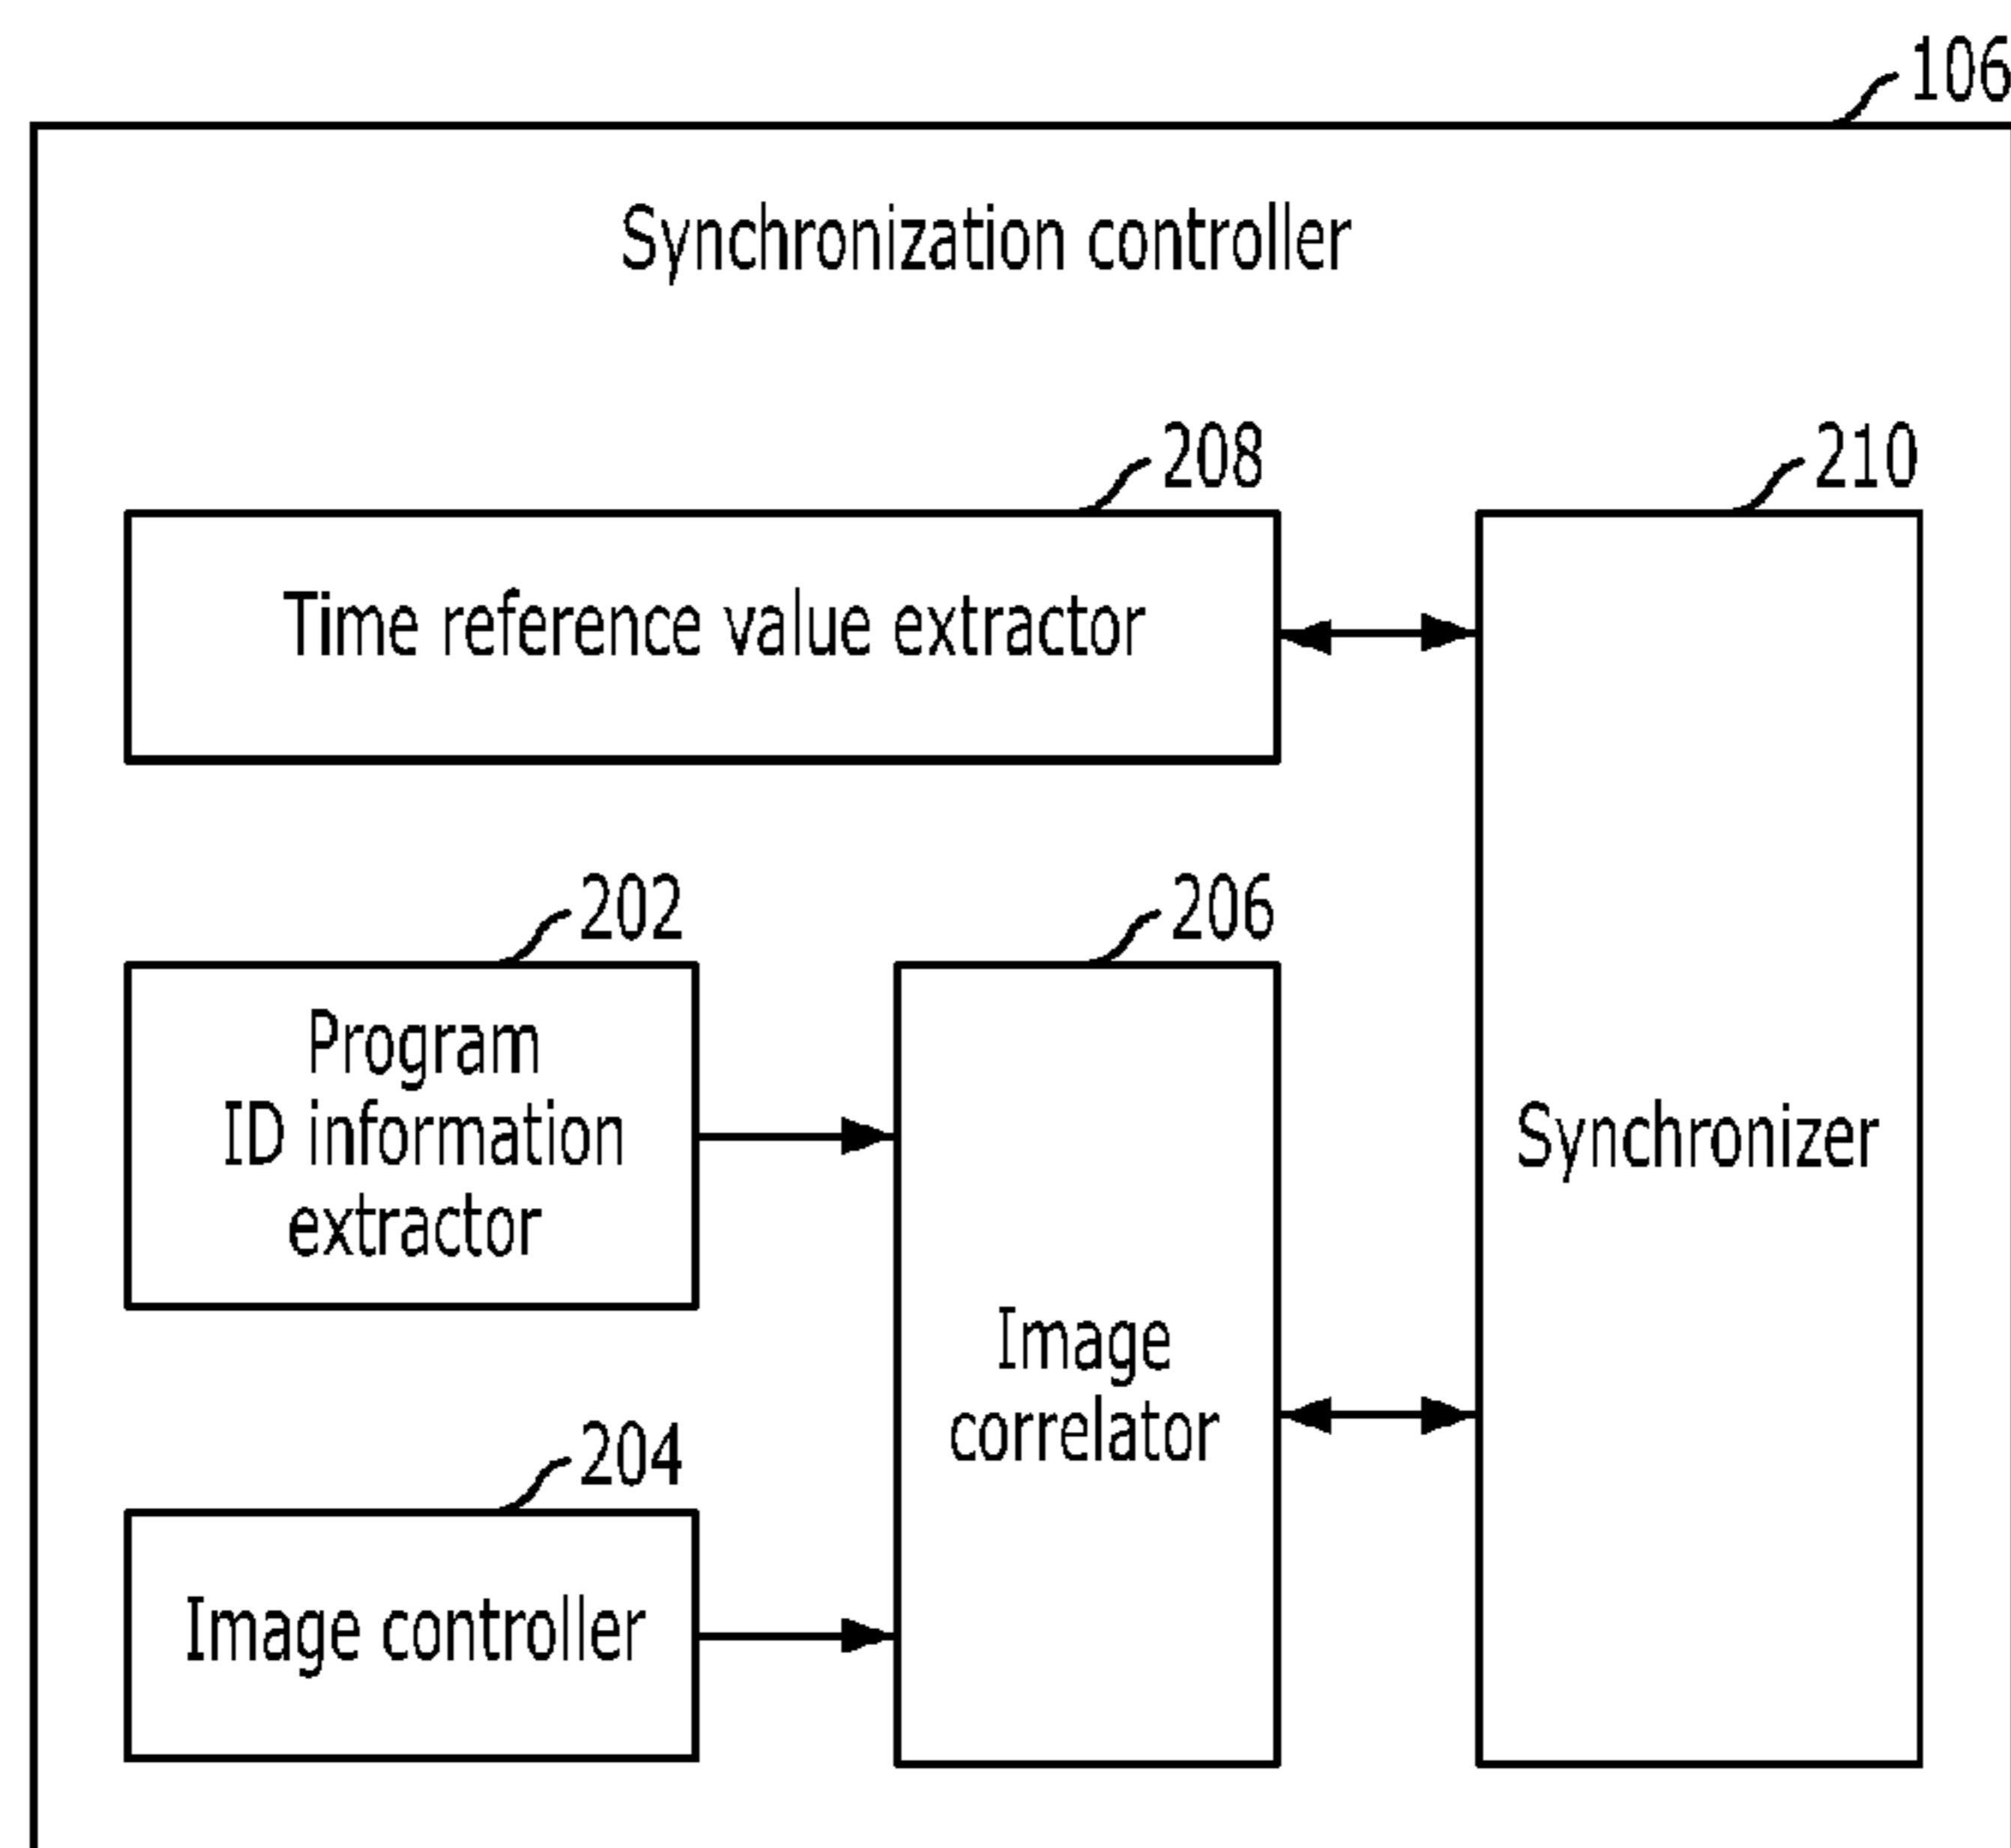 106
Synchronization controller
208
210
Time reference value extractor
202
206
Program
ID information
extractor
Synchronizer
Image
correlator
204
Image controller